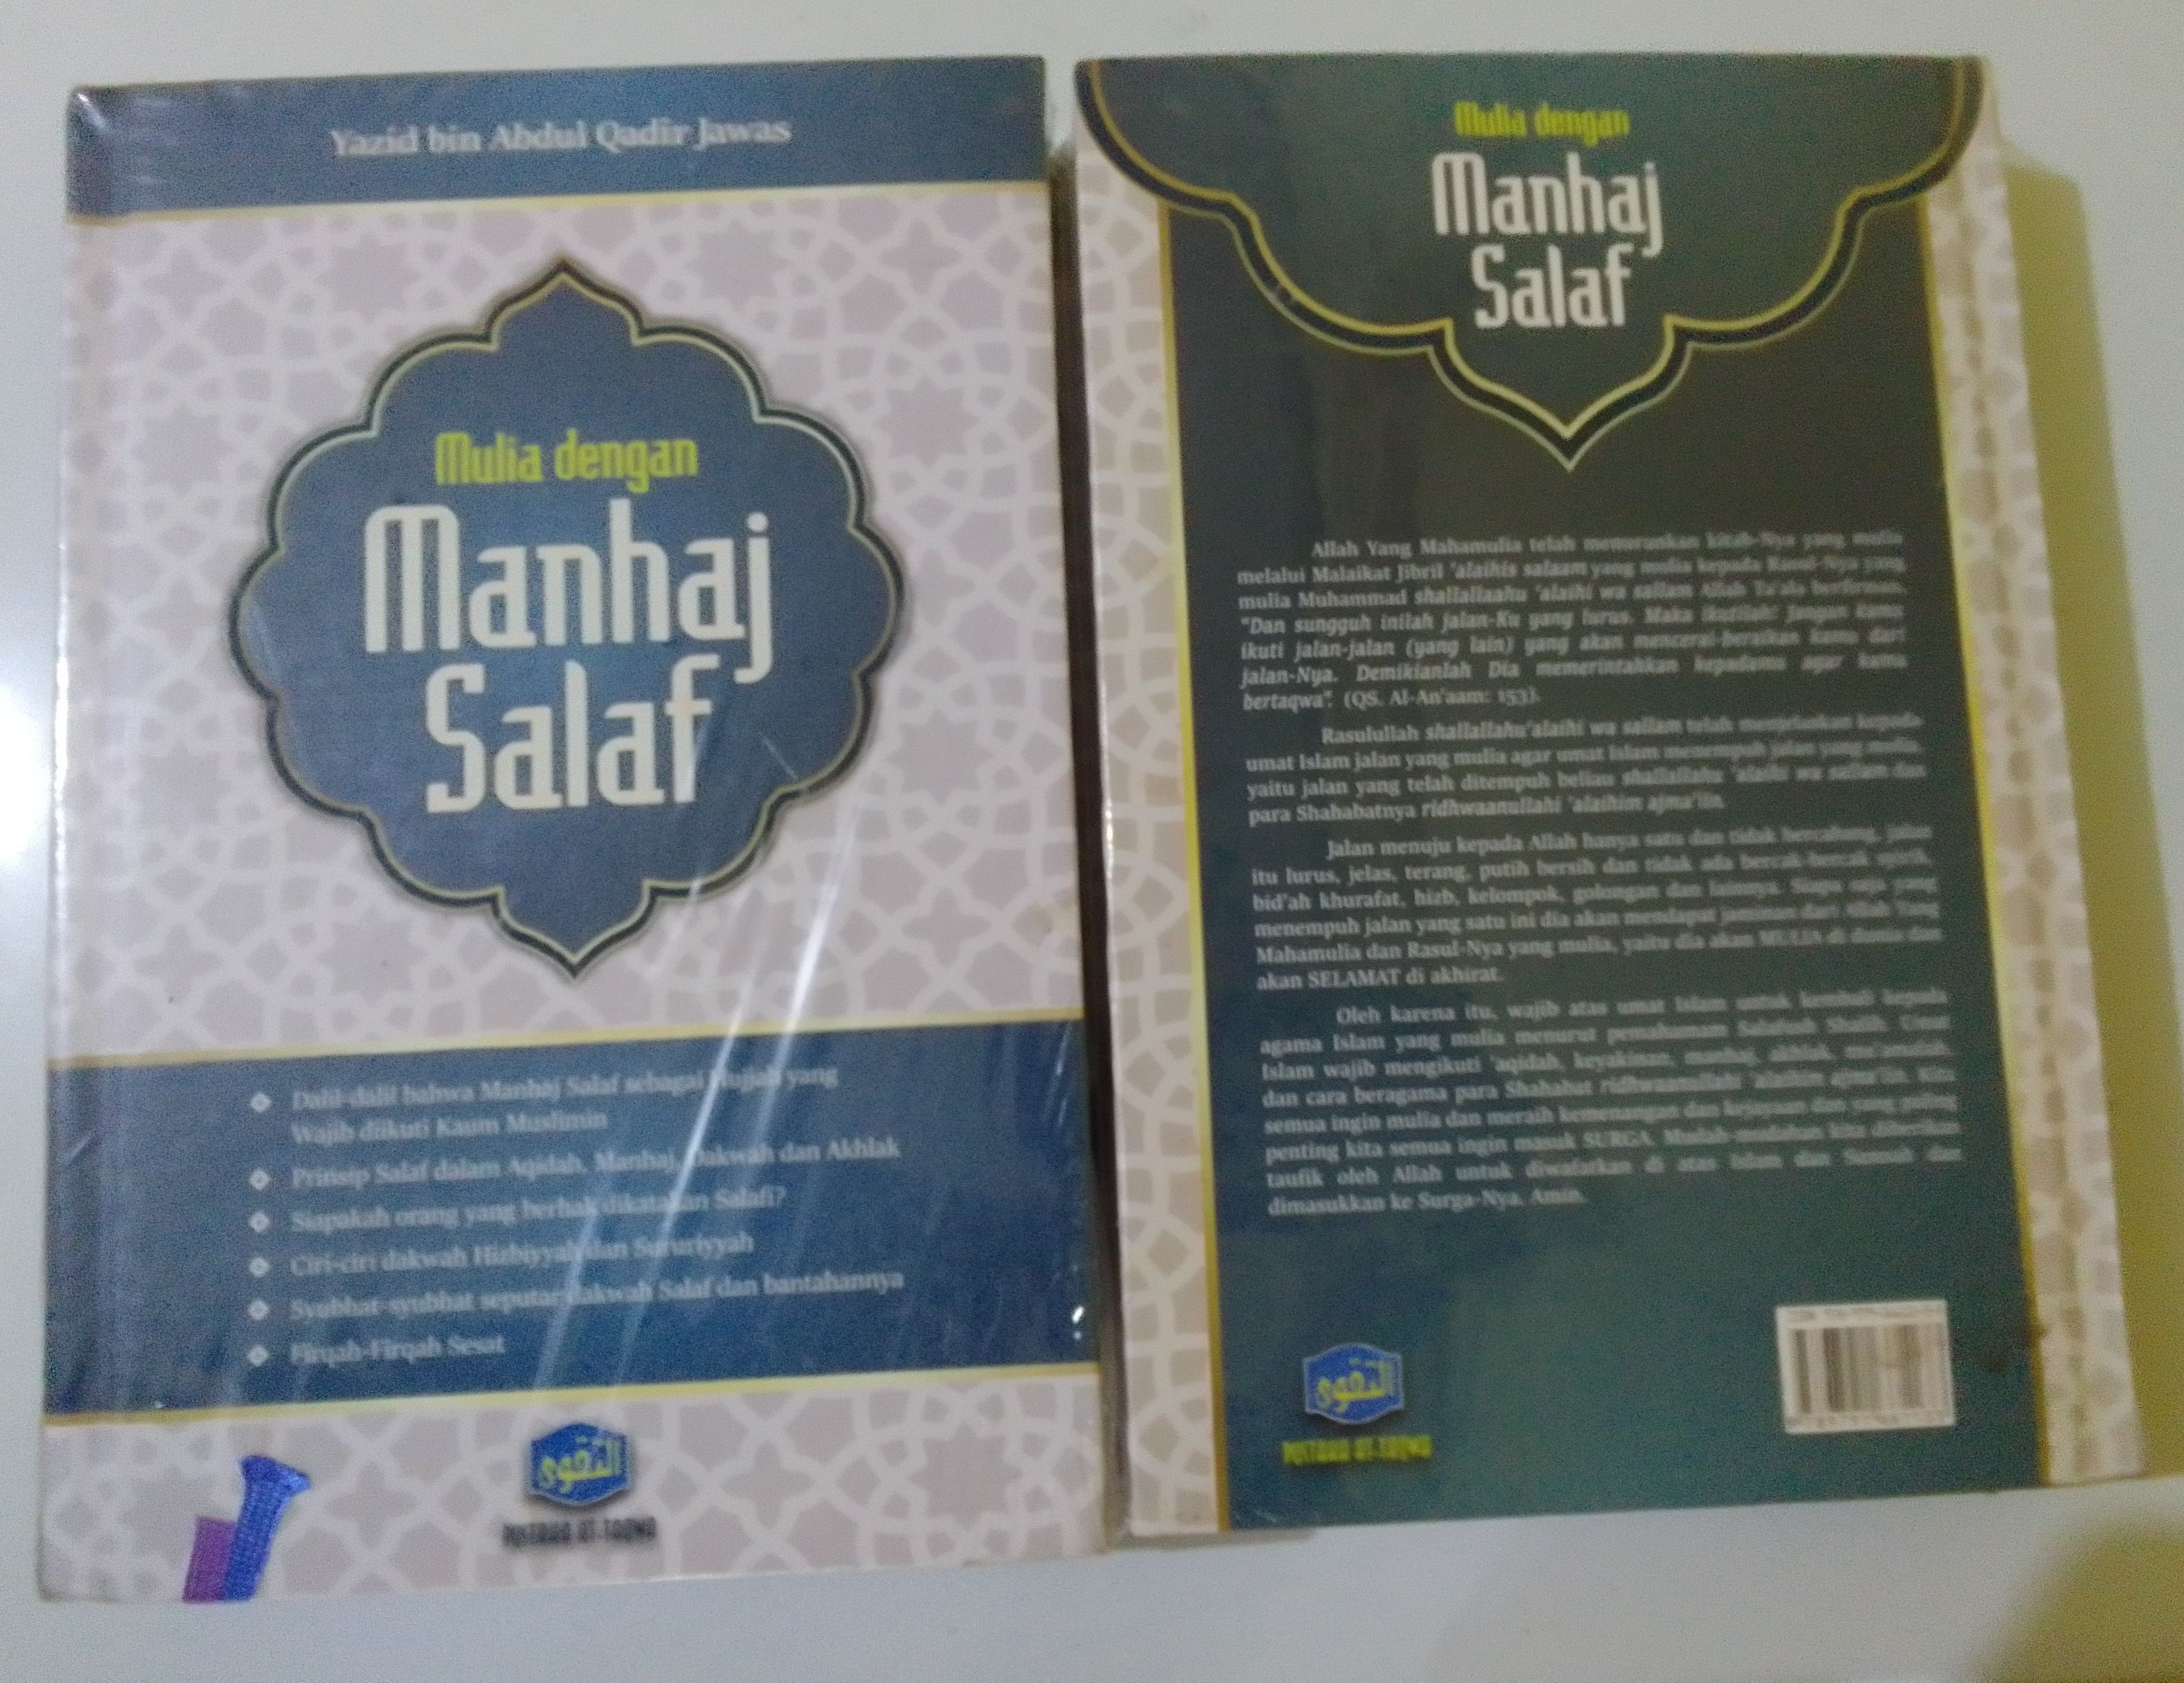 Yazid bin Abdul Qadir Jawas
Mulia dengan
Manhaj
Salaf
Dalil-dalil bahwa Manhaj Salaf sebagai Hujjah yang
Wajib diikuti Kaum Muslimin
Prinsip Salaf dalam Aqidah, Manhaj, Dakwah dan Akhlak
Siapakah orang yang berhak dikatakan Salafi?
Ciri-ciri dakwah Hizbiyyah dan Sururiyyah
Syubhat-syubhat seputar dakwah Salaf dan bantahannya
Firqah-Firqah Sesat
التقوى
PUSTAKA AT-TAQWA
Mulia dengan
Manhaj
Salaf
Allah Yang Mahamulia telah menurunkan kitab-Nya yang mulia
melalui Malaikat Jibril 'alaihis salaam yang mulia kepada Rasul-Nya yang
mulia Muhammad shallallaahu 'alaihi wa sallam Allah Ta'ala berfirman,
"Dan sungguh inilah jalan-Ku yang lurus. Maka ikutilah! Jangan kamu
ikuti jalan-jalan (yang lain) yang akan mencerai-beraikan kamu dari
jalan-Nya. Demikianlah Dia memerintahkan kepadamu agar kamu
bertaqwa". (QS. Al-An'aam: 153).
Rasulullah shallallahu'alaihi wa sallam telah menjelaskan kepada
umat Islam jalan yang mulia agar umat Islam menempuh jalan yang mulia,
yaitu jalan yang telah ditempuh beliau shallallahu 'alaihi wa sallam dan
para Shahabatnya ridhwaanullahi 'alaihim ajma'iin.
Jalan menuju kepada Allah hanya satu dan tidak bercabang, jalan
itu lurus, jelas, terang, putih bersih dan tidak ada bercak-bercak syirik,
bid'ah khurafat, hizb, kelompok, golongan dan lainnya. Siapa saja yang
menempuh jalan yang satu ini dia akan mendapat jaminan dari Allah Yang
Mahamulia dan Rasul-Nya yang mulia, yaitu dia akan MULIA di dunia dan
akan SELAMAT di akhirat.
Oleh karena itu, wajib atas umat Islam untuk kembali kepada
agama Islam yang mulia menurut pemahaman Salafush Shalih. Umat
Islam wajib mengikuti 'aqidah, keyakinan, manhaj, akhlak, mu'amalah,
dan cara beragama para Shahabat ridhwaanullahi 'alaihim ajma'iin. Kita
semua ingin mulia dan meraih kemenangan dan kejayaan dan yang paling
penting kita semua ingin masuk SURGA. Mudah-mudahan kita diberikan
taufik oleh Allah untuk diwafatkan di atas Islam dan Sunnah dan
dimasukkan ke Surga-Nya. Amin.
التقوى
PUSTAKA AT-TAQWA